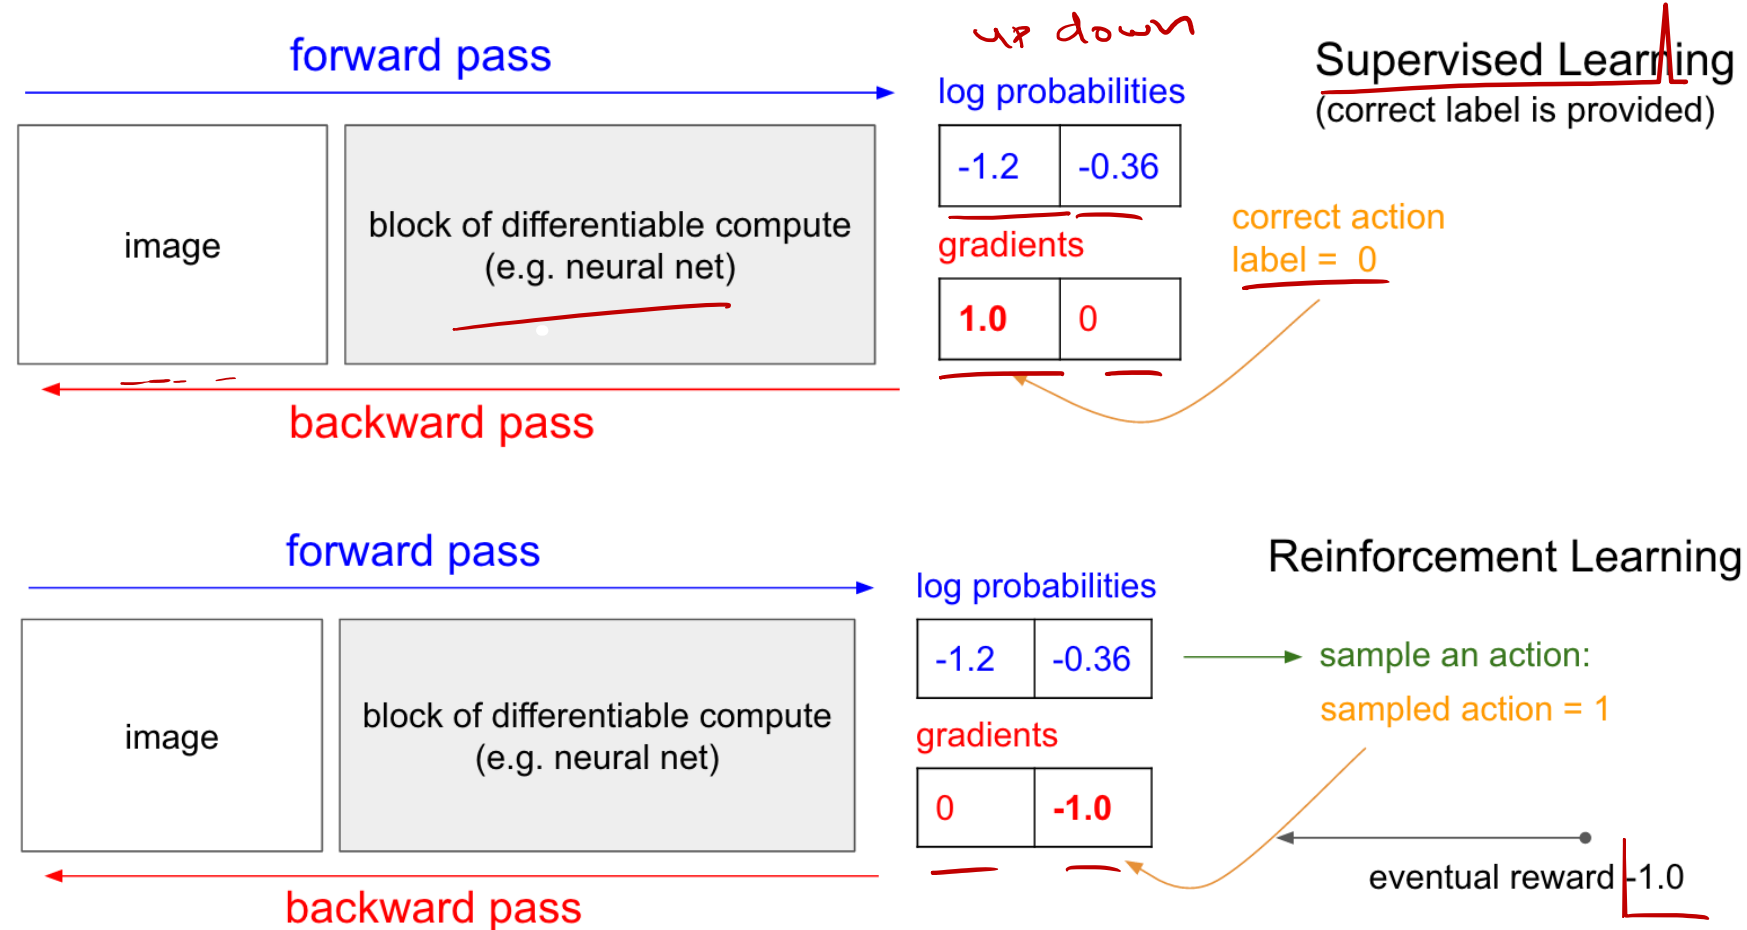 up down
forward pass
Supervised Learning
log probabilities
(correct label is provided)
-1.2 -0.36
image
block of differentiable compute
(e.g. neural net)
correct action
label = 0
gradients
1.0 0
backward pass
forward pass
Reinforcement Learning
log probabilities
-1.2 -0.36
sample an action:
sampled action = 1
image
block of differentiable compute
(e.g. neural net)
gradients
0 -1.0
eventual reward -1.0
backward pass